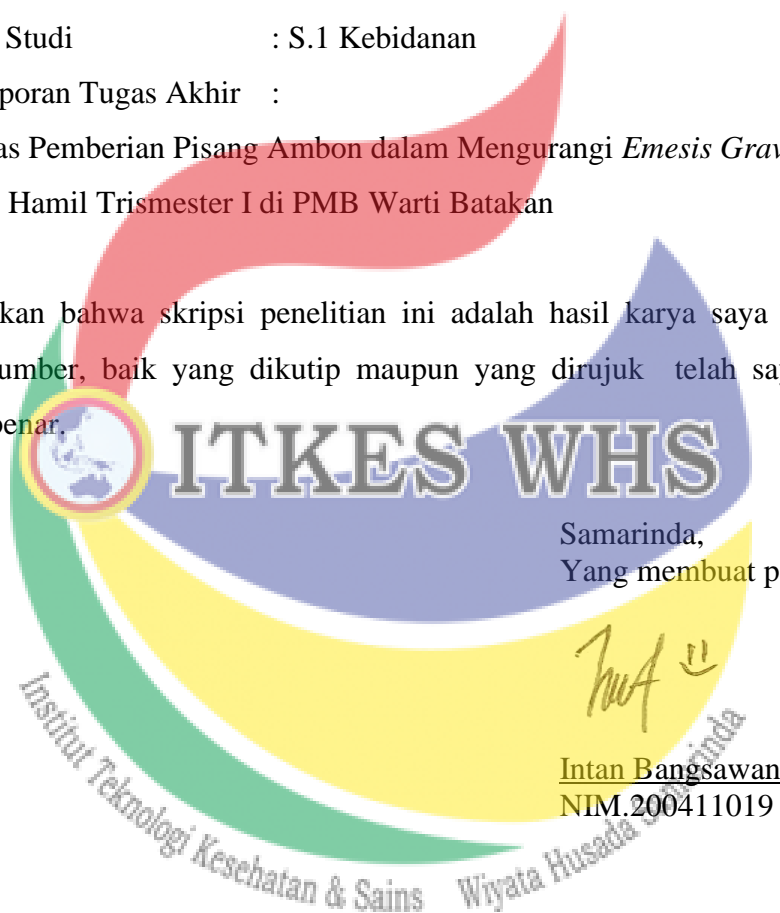 Studi : S.1 Kebidanan
poran Tugas Akhir :
as Pemberian Pisang Ambon dalam Mengurangi Emesis Grav
Hamil Trismester I di PMB Warti Batakan
kan bahwa skripsi penelitian ini adalah hasil karya saya
umber, baik yang dikutip maupun yang dirujuk telah sa
benar.
ITKES WHS
Samarinda,
Yang membuat p
Intan Bangsawan
NIM.200411019
Institut Teknologi Kesehatan & Sains Wiyata Husada Samarinda